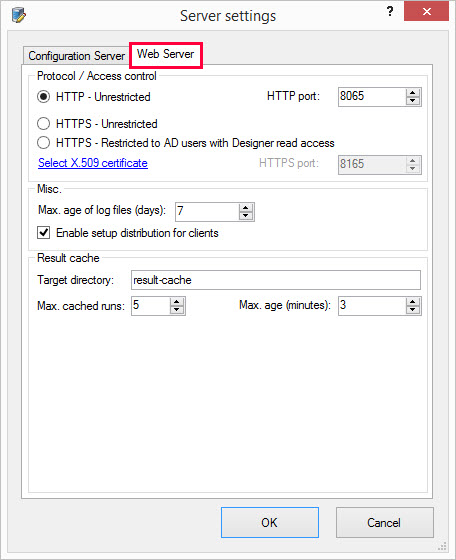 Server settings
?
Configuration Server Web Server
Protocol / Access control
HTTP - Unrestricted HTTP port: 8065
HTTPS - Unrestricted
HTTPS - Restricted to AD users with Designer read access
Select X.509 certificate HTTPS port: 8165
Misc.
Max. age of log files (days): 7
Enable setup distribution for clients
Result cache
Target directory: result-cache
Max. cached runs: 5 Max. age (minutes): 3
OK Cancel